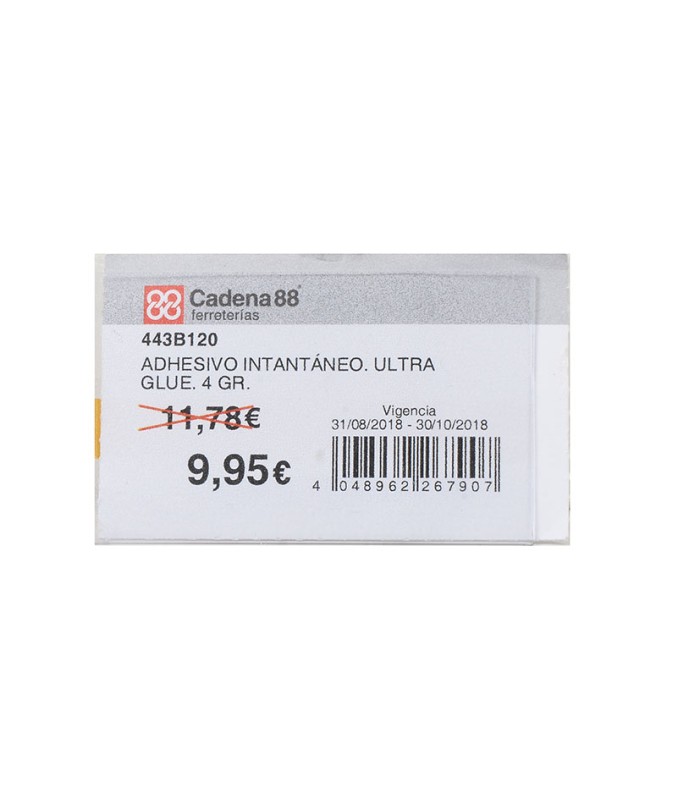 Cadena88
ferreterías
443B120
ADHESIVO INTANTÁNEO. ULTRA
GLUE. 4 GR.
11,78€
Vigencia
31/08/2018 - 30/10/2018
9,95€
4 048962 267907